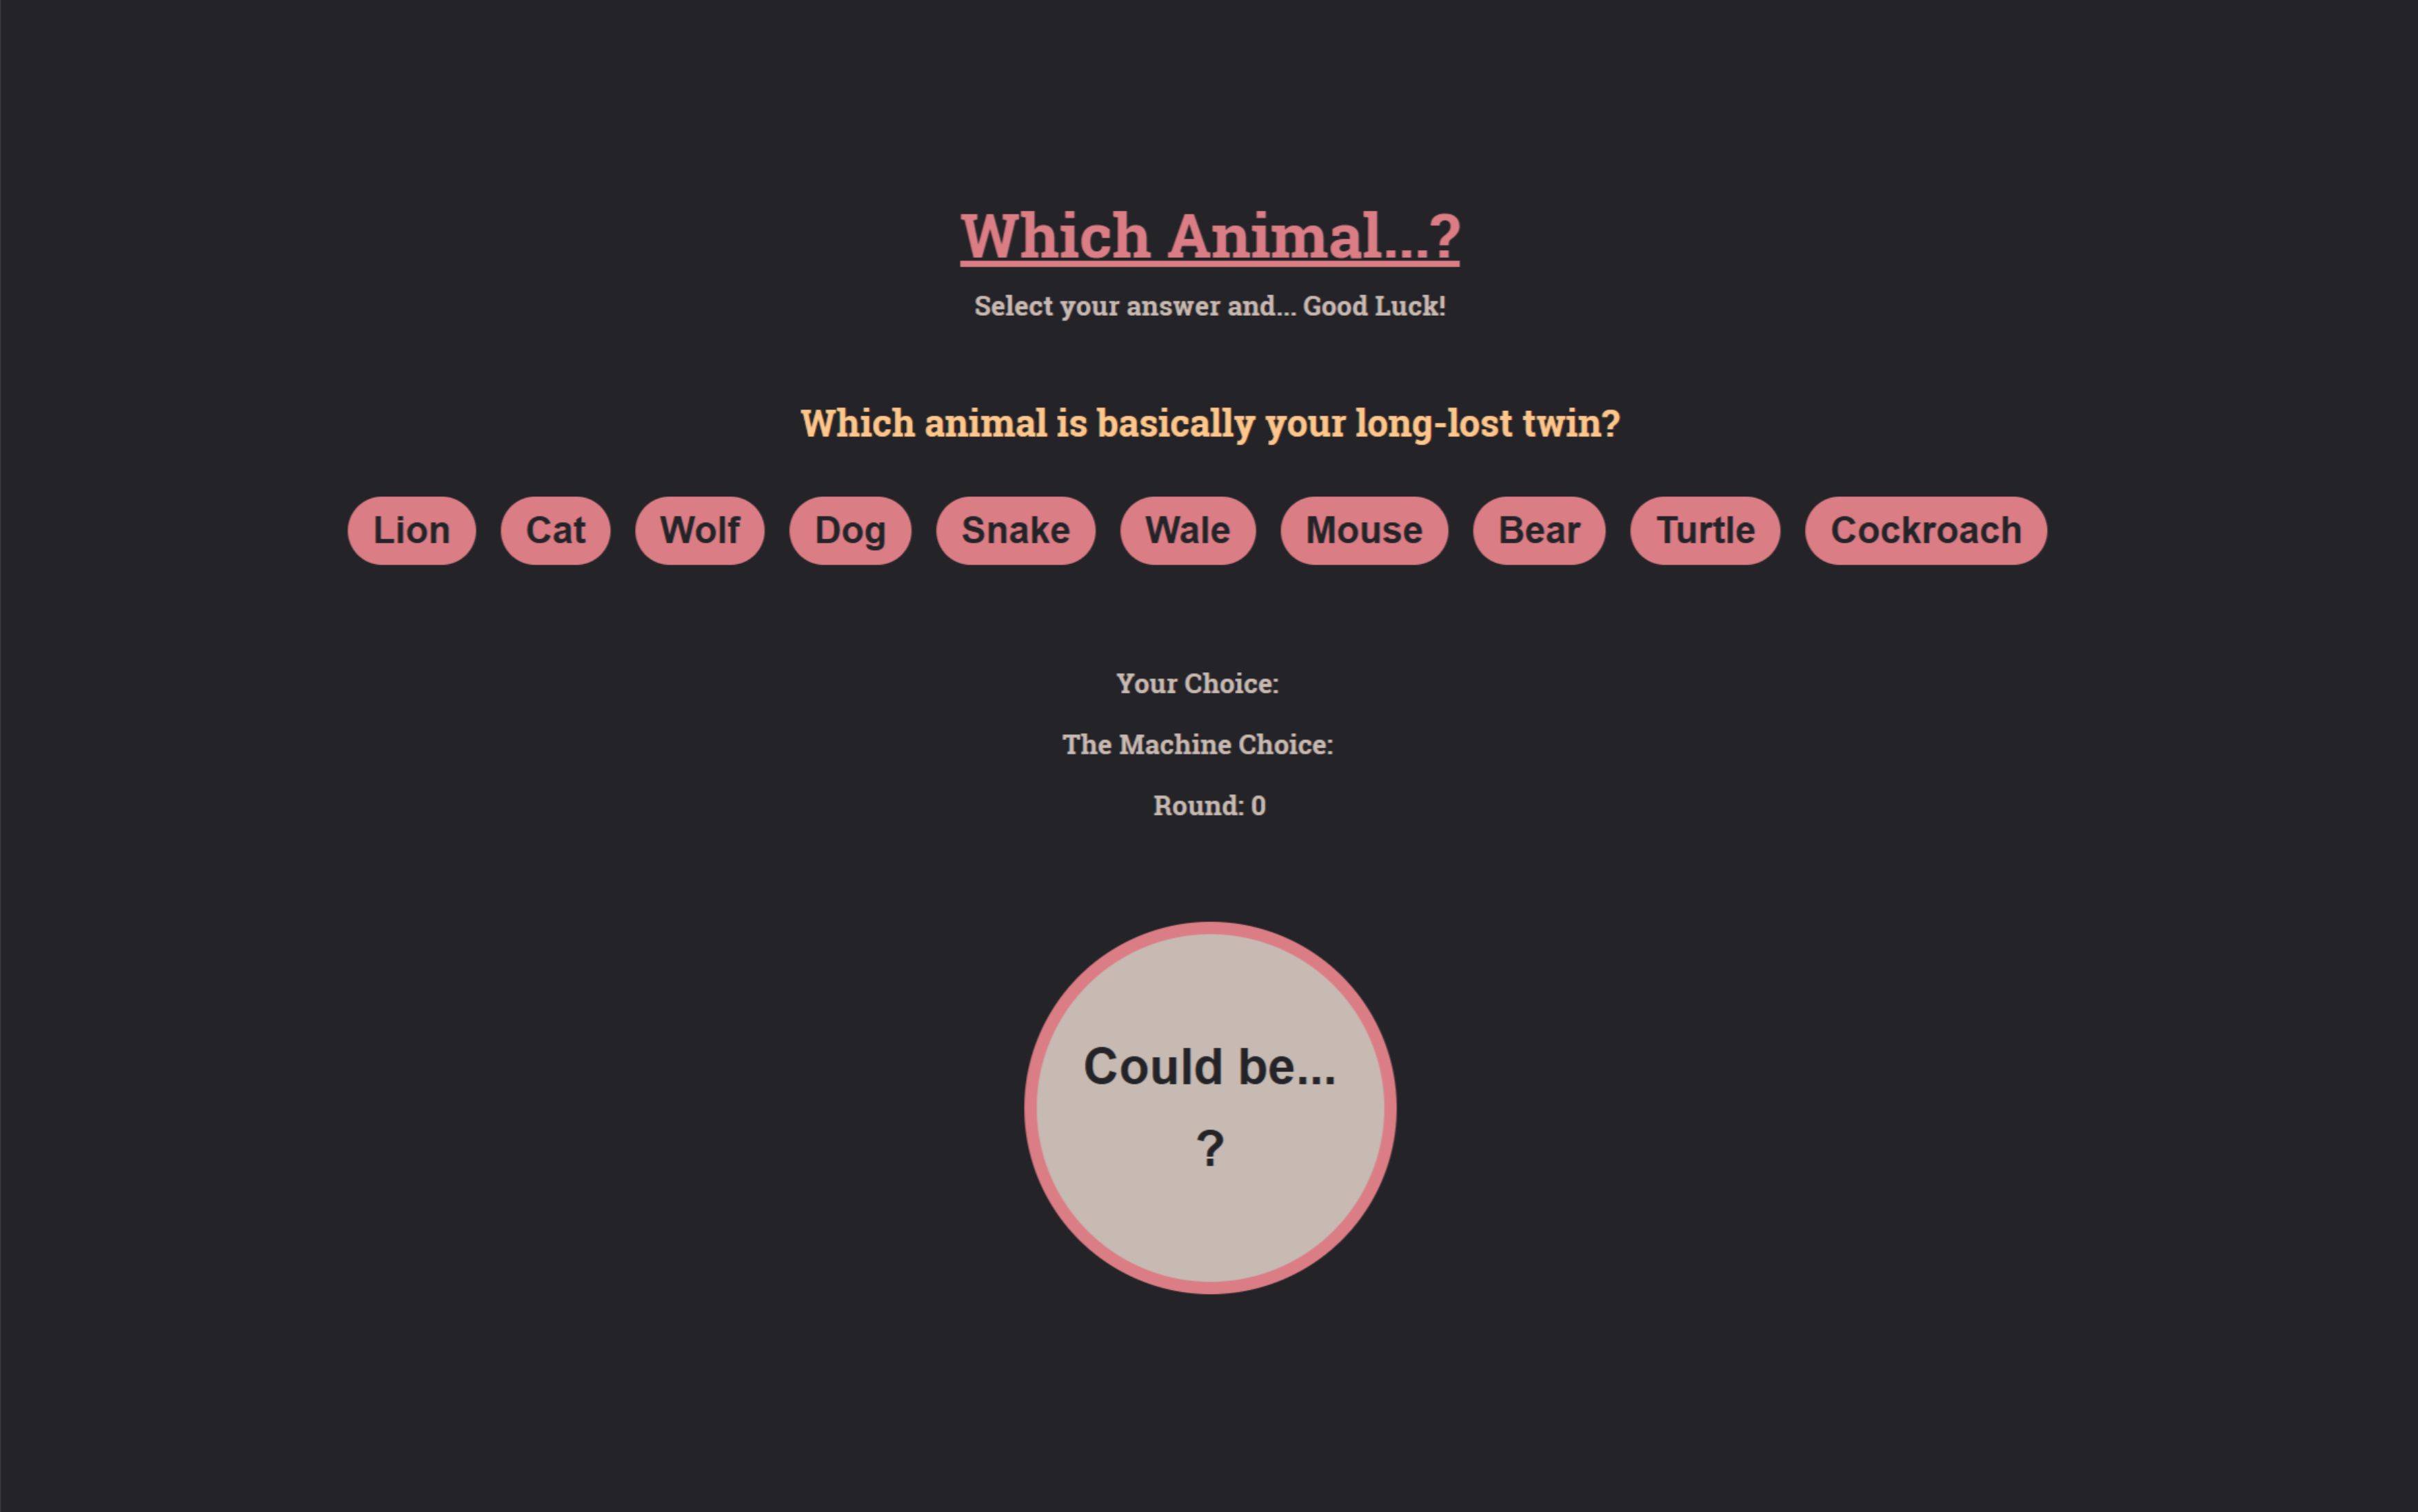 Which Animal...?
Select your answer and... Good Luck!
Which animal is basically your long-lost twin?
Lion Cat Wolf Dog Snake Wale Mouse Bear Turtle Cockroach
Your Choice:
The Machine Choice:
Round: 0
Could be...
?